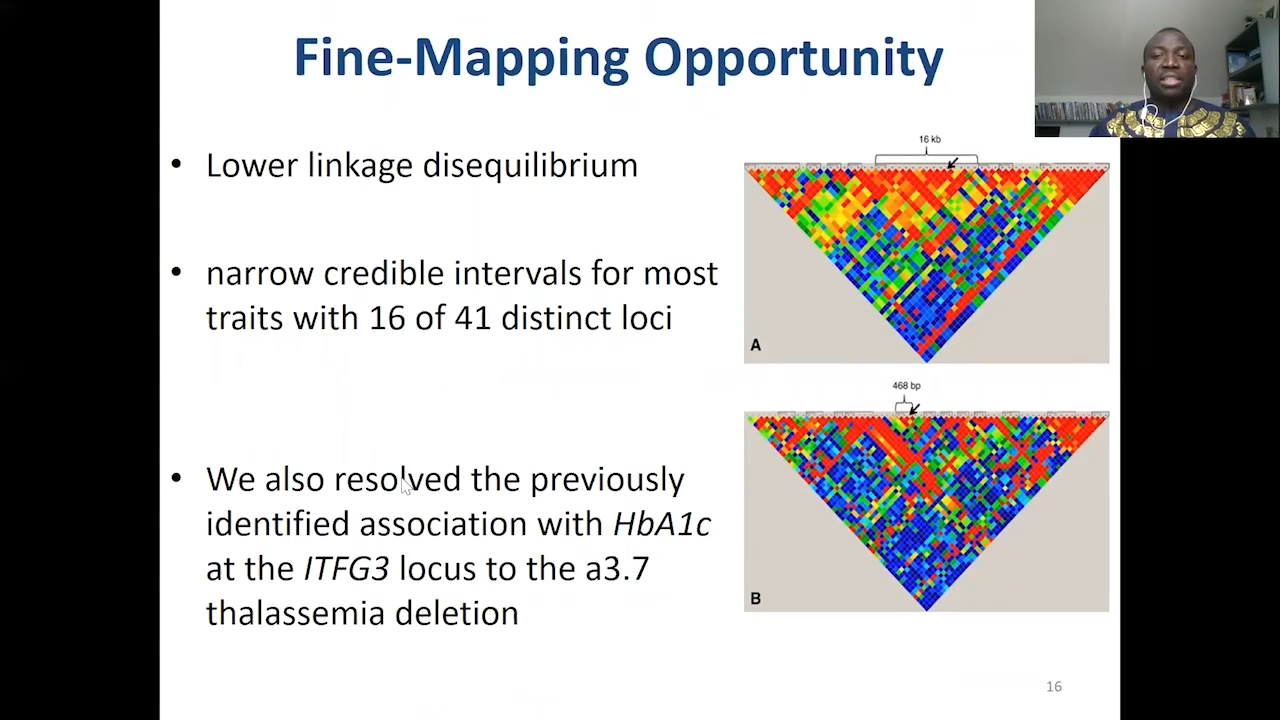 Fine-Mapping Opportunity
• Lower linkage disequilibrium
• narrow credible intervals for most
traits with 16 of 41 distinct loci
• We also resolved the previously
identified association with HbA1c
at the ITFG3 locus to the a3.7
thalassemia deletion
16 kb
A
468 bp
B
16